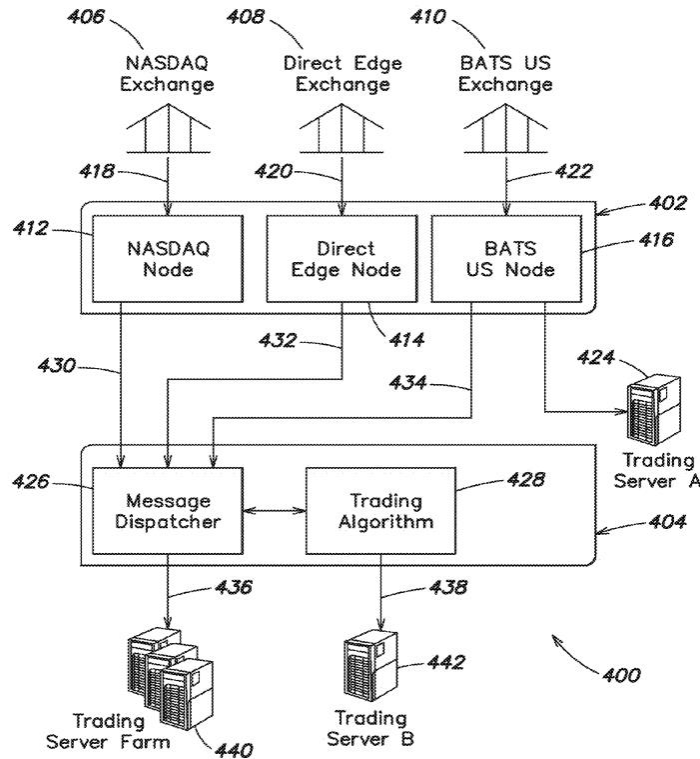 406
408
410
NASDAQ
Exchange
Direct Edge
Exchange
BATS US
Exchange
418
420
422
402
412
NASDAQ
Node
Direct
Edge Node
BATS
US Node
416
432
414
430
434
424
Trading
Server A
426
Message
Dispatcher
Trading
Algorithm
428
404
436
438
442
400
Trading
Server Farm
440
Trading
Server B